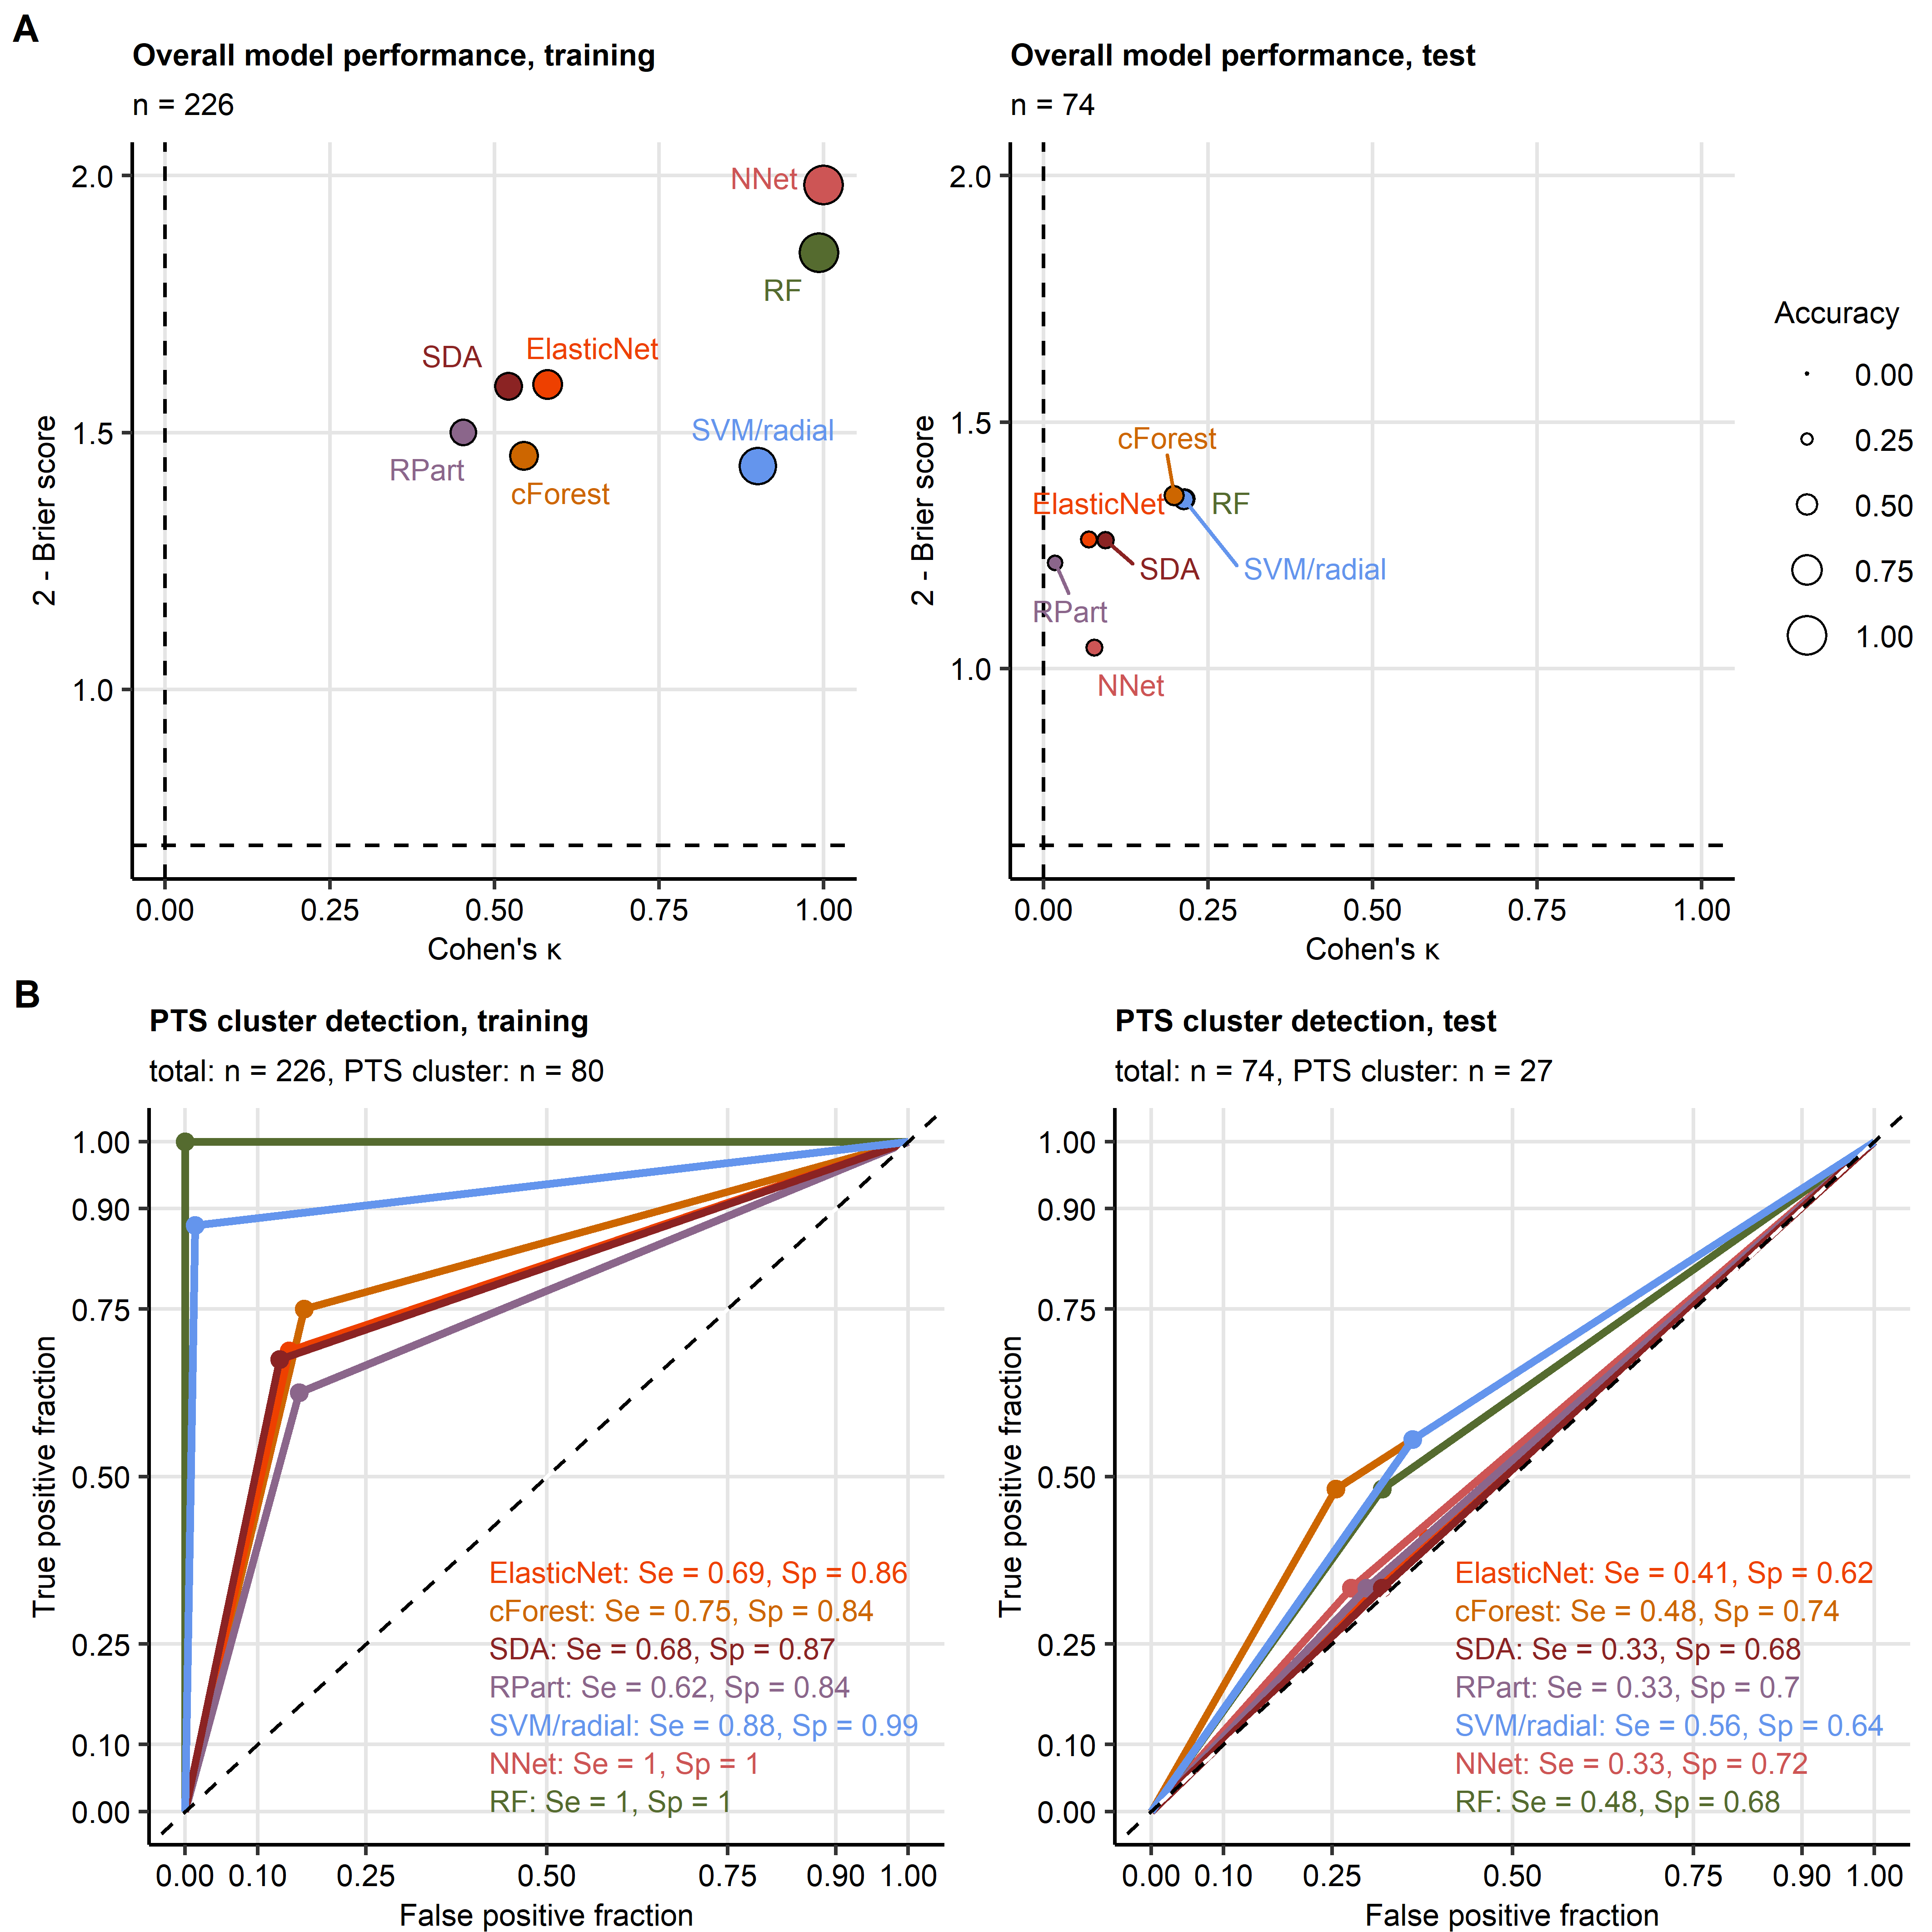 A
Overall model performance, training
n = 226
2.0
1.5
1.0
2 - Brier score
NNet
RF
SDA
ElasticNet
RPart
cForest
SVM/radial
0.00 0.25 0.50 0.75 1.00
Cohen's κ
Overall model performance, test
n = 74
2.0
1.5
1.0
2 - Brier score
cForest
ElasticNet
RF
SDA
SVM/radial
RPart
NNet
0.00 0.25 0.50 0.75 1.00
Cohen's κ
Accuracy
0.00
0.25
0.50
0.75
1.00
B
PTS cluster detection, training
total: n = 226, PTS cluster: n = 80
1.00
0.90
0.75
0.50
0.25
0.10
0.00
True positive fraction
ElasticNet: Se = 0.69, Sp = 0.86
cForest: Se = 0.75, Sp = 0.84
SDA: Se = 0.68, Sp = 0.87
RPart: Se = 0.62, Sp = 0.84
SVM/radial: Se = 0.88, Sp = 0.99
NNet: Se = 1, Sp = 1
RF: Se = 1, Sp = 1
0.00 0.10 0.25 0.50 0.75 0.90 1.00
False positive fraction
PTS cluster detection, test
total: n = 74, PTS cluster: n = 27
1.00
0.90
0.75
0.50
0.25
0.10
0.00
True positive fraction
ElasticNet: Se = 0.41, Sp = 0.62
cForest: Se = 0.48, Sp = 0.74
SDA: Se = 0.33, Sp = 0.68
RPart: Se = 0.33, Sp = 0.7
SVM/radial: Se = 0.56, Sp = 0.64
NNet: Se = 0.33, Sp = 0.72
RF: Se = 0.48, Sp = 0.68
0.00 0.10 0.25 0.50 0.75 0.90 1.00
False positive fraction